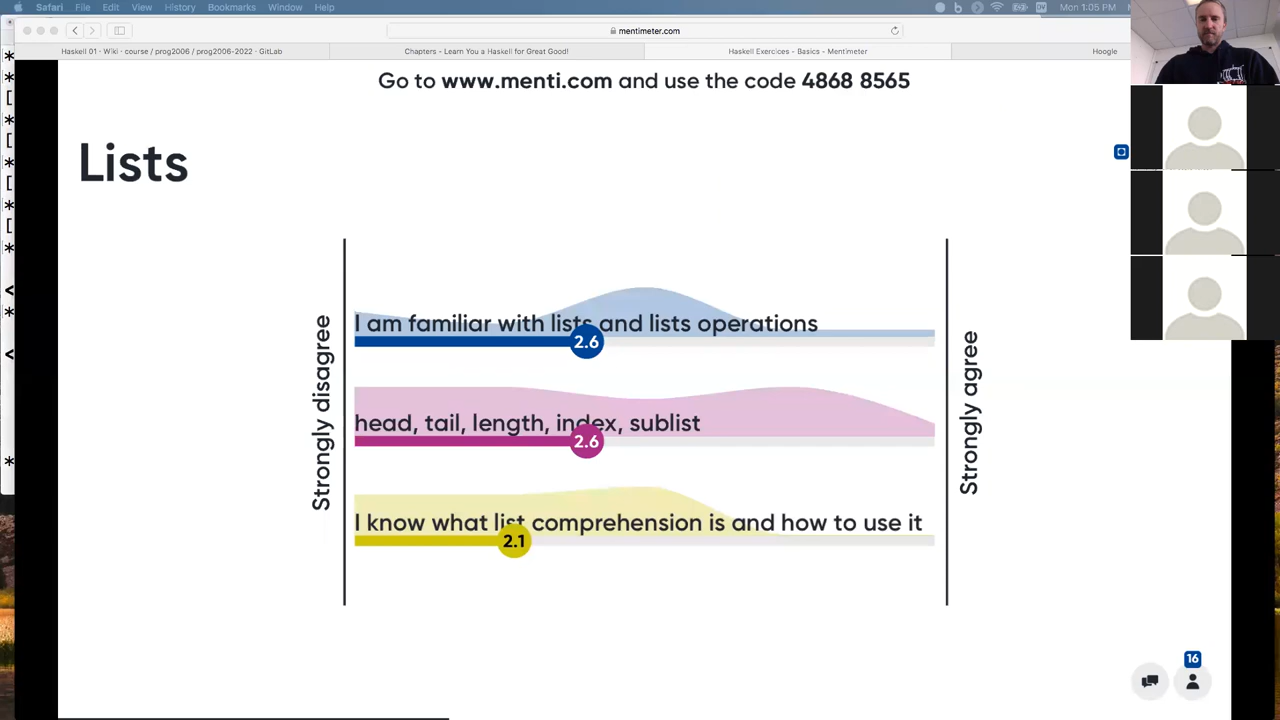 Safari File Edit View History Bookmarks Window Help
Mon 1:05 PM
mentimeter.com
Haskell 01 - Wiki - course / prog2006 / prog2006-2022 · GitLab
Chapters - Learn You a Haskell for Great Good!
Haskell Exercices - Basics - Mentimeter
Hoogle
Go to www.menti.com and use the code 4868 8565
Lists
Strongly disagree
I am familiar with lists and lists operations
2.6
head, tail, length, index, sublist
2.6
I know what list comprehension is and how to use it
2.1
Strongly agree
16